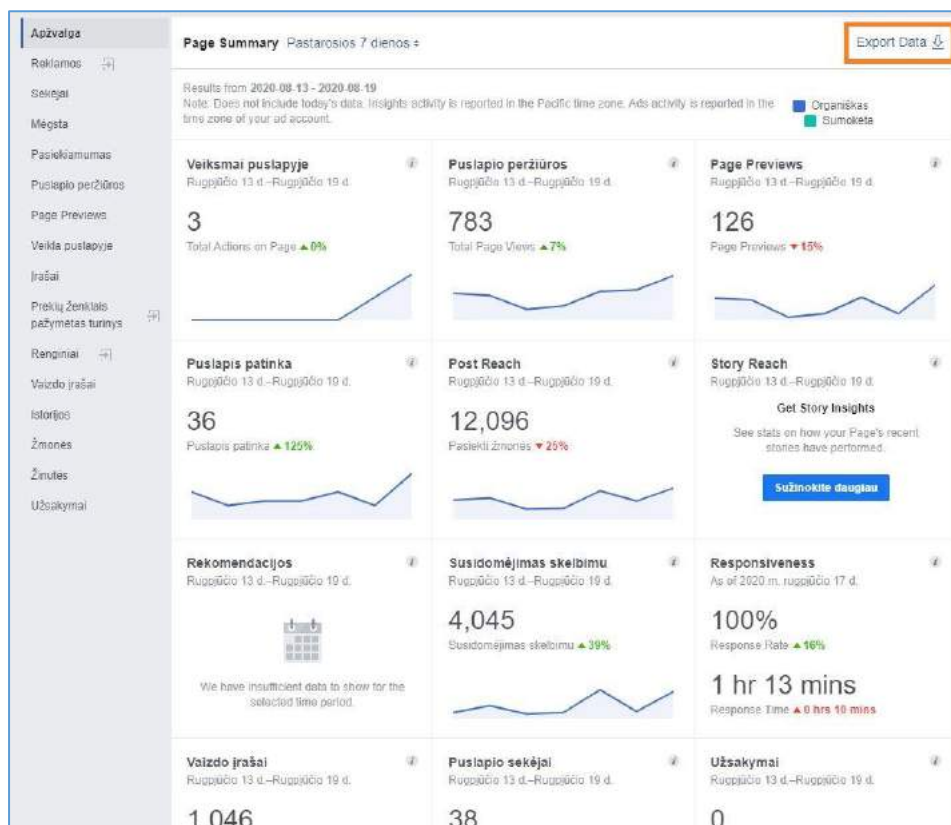 Apžvalga
Reklamos
Sekėjai
Mėgsta
Pasiekiamumas
Puslapio peržiūros
Page Previews
Veikla puslapyje
Įrašai
Prekių ženklais
pažymėtas turinys
Renginiai
Vaizdo įrašai
Istorijos
Žmonės
Žinutės
Užsakymai
Page Summary Pastarosios 7 dienos
Export Data
Results from 2020-08-13 - 2020-08-19
Note: Does not include today's data. Insights activity is reported in the Pacific time zone. Ads activity is reported in the
time zone of your ad account.
Organiškas
Sumokėta
Veiksmai puslapyje
Rugpjūčio 13 d.–Rugpjūčio 19 d.
3
Total Actions on Page ▲ 0%
Puslapio peržiūros
Rugpjūčio 13 d.–Rugpjūčio 19 d.
783
Total Page Views ▲ 7%
Page Previews
Rugpjūčio 13 d.–Rugpjūčio 19 d.
126
Page Previews ▼ 15%
Puslapis patinka
Rugpjūčio 13 d.–Rugpjūčio 19 d.
36
Puslapis patinka ▲ 125%
Post Reach
Rugpjūčio 13 d.–Rugpjūčio 19 d.
12,096
Pasiekti žmonės ▼ 25%
Story Reach
Rugpjūčio 13 d.–Rugpjūčio 19 d.
Get Story Insights
See stats on how your Page's recent
stories have performed.
Sužinokite daugiau
Rekomendacijos
Rugpjūčio 13 d.–Rugpjūčio 19 d.
We have insufficient data to show for the
selected time period.
Susidomėjimas skelbimu
Rugpjūčio 13 d.–Rugpjūčio 19 d.
4,045
Susidomėjimas skelbimu ▲ 39%
Responsiveness
As of 2020 m. rugpjūčio 17 d.
100%
Response Rate ▲ 16%
1 hr 13 mins
Response Time ▲ 0 hrs 10 mins
Vaizdo įrašai
Rugpjūčio 13 d.–Rugpjūčio 19 d.
1,046
Puslapio sekėjai
Rugpjūčio 13 d.–Rugpjūčio 19 d.
38
Užsakymai
Rugpjūčio 13 d.–Rugpjūčio 19 d.
0